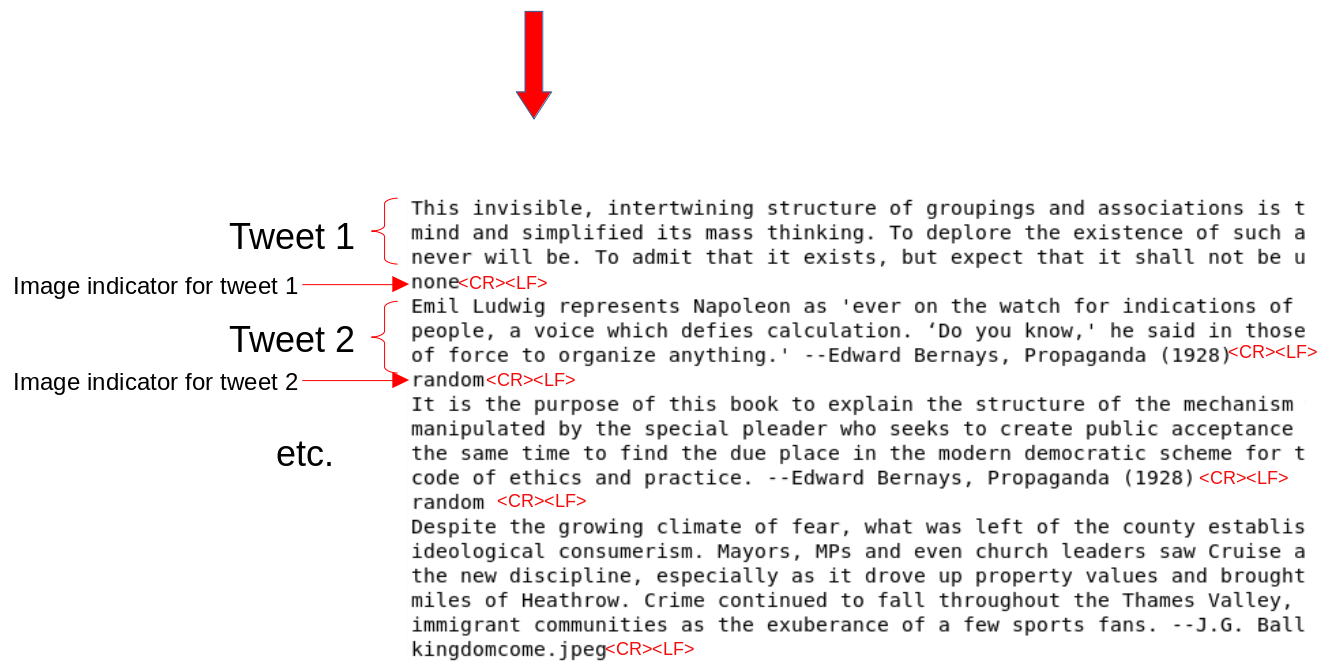 This invisible, intertwining structure of groupings and associations is t
Tweet 1
mind and simplified its mass thinking. To deplore the existence of such a
never will be. To admit that it exists, but expect that it shall not be u
Image indicator for tweet 1
none<CR><LF>
Emil Ludwig represents Napoleon as 'ever on the watch for indications of
Tweet 2
people, a voice which defies calculation. ‘Do you know,' he said in those
of force to organize anything.' --Edward Bernays, Propaganda (1928)<CR><LF>
Image indicator for tweet 2
random<CR><LF>
It is the purpose of this book to explain the structure of the mechanism
manipulated by the special pleader who seeks to create public acceptance
etc.
the same time to find the due place in the modern democratic scheme for t
code of ethics and practice. --Edward Bernays, Propaganda (1928) <CR><LF>
random <CR><LF>
Despite the growing climate of fear, what was left of the county establis
ideological consumerism. Mayors, MPs and even church leaders saw Cruise a
the new discipline, especially as it drove up property values and brought
miles of Heathrow. Crime continued to fall throughout the Thames Valley,
immigrant communities as the exuberance of a few sports fans. --J.G. Ball
kingdomcome.jpeg<CR><LF>